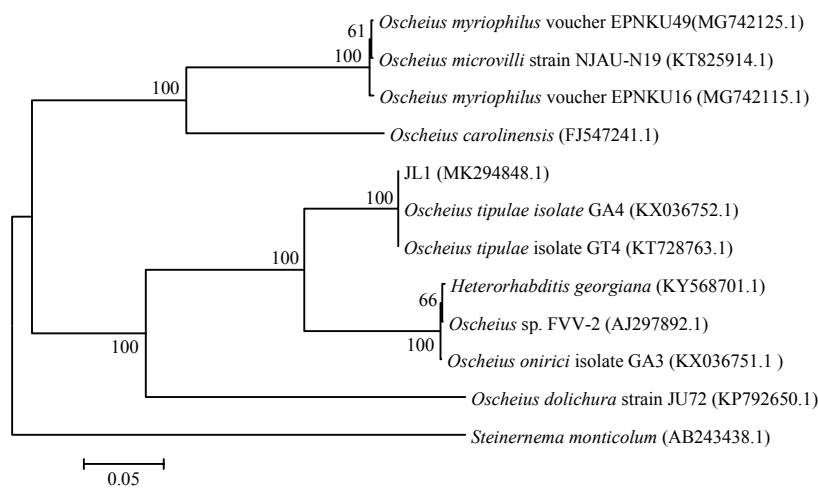 Oscheius myriophilus voucher EPNKU49(MG742125.1)
61
100
Oscheius microvilli strain NJAU-N19 (KT825914.1)
100
Oscheius myriophilus voucher EPNKU16 (MG742115.1)
Oscheius carolinensis (FJ547241.1)
JL1 (MK294848.1)
100
Oscheius tipulae isolate GA4 (KX036752.1)
Oscheius tipulae isolate GT4 (KT728763.1)
100
Heterorhabditis georgiana (KY568701.1)
66
Oscheius sp. FVV-2 (AJ297892.1)
100
100
Oscheius onirici isolate GA3 (KX036751.1 )
Oscheius dolichura strain JU72 (KP792650.1)
Steinernema monticolum (AB243438.1)
0.05